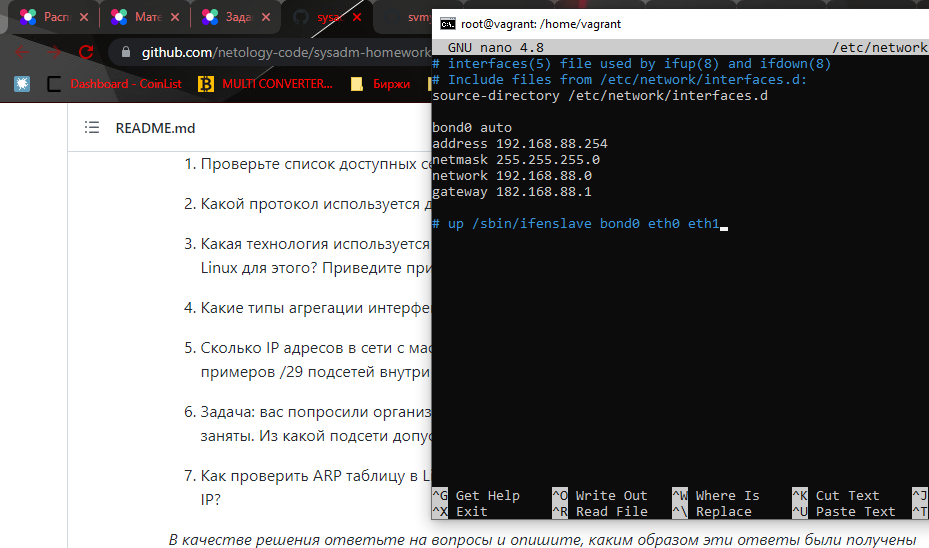 Расп
Мате
Зада
sysa
svmy
github.com/netology-code/sysadm-homework
Dashboard - CoinList
MULTI CONVERTER...
Биржи
README.md
1. Проверьте список доступных се
2. Какой протокол используется д
3. Какая технология используется
Linux для этого? Приведите при
4. Какие типы агрегации интерфе
5. Сколько IP адресов в сети с мас
примеров /29 подсетей внутри
6. Задача: вас попросили организ
заняты. Из какой подсети допус
7. Как проверить ARP таблицу в Li
IP?
В качестве решения ответьте на вопросы и опишите, каким образом эти ответы были получены
root@vagrant: /home/vagrant
GNU nano 4.8 /etc/network
# interfaces(5) file used by ifup(8) and ifdown(8)
# Include files from /etc/network/interfaces.d:
source-directory /etc/network/interfaces.d
bond0 auto
address 192.168.88.254
netmask 255.255.255.0
network 192.168.88.0
gateway 182.168.88.1
# up /sbin/ifenslave bond0 eth0 eth1
^G Get Help ^O Write Out ^W Where Is ^K Cut Text ^J
^X Exit ^R Read File ^\ Replace ^U Paste Text ^T